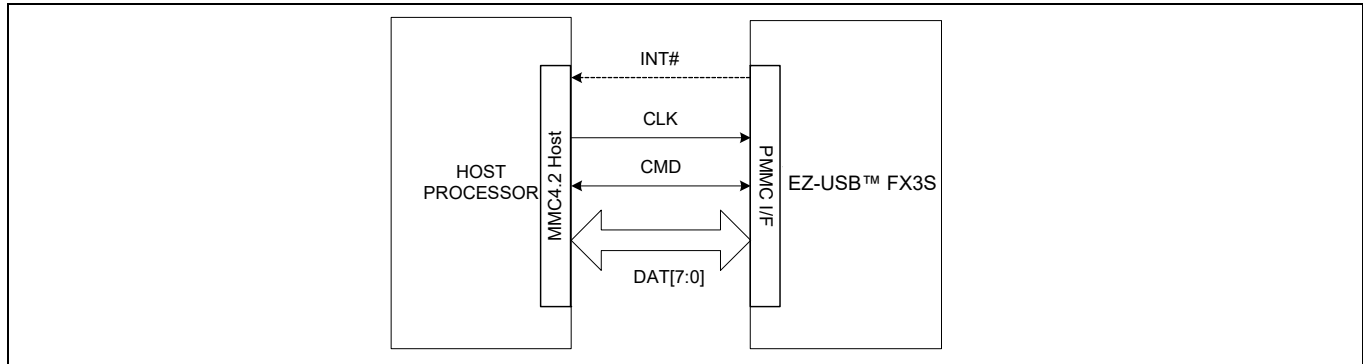 INT#
CLK
CMD
HOST
PROCESSOR
MMC4.2 Host
PMMC I/F
EZ-USB™ FX3S
DAT[7:0]